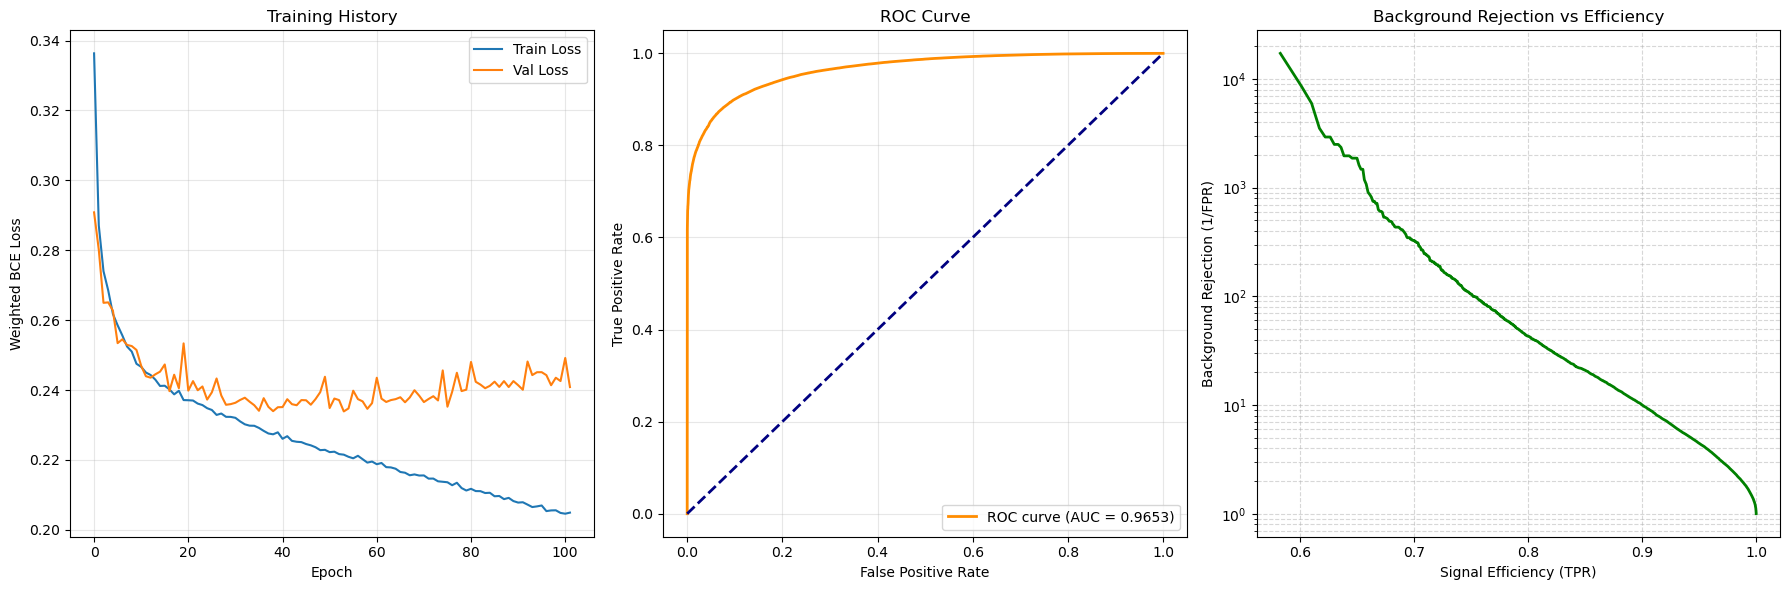 Training History
Weighted BCE Loss
0.34
0.32
0.30
0.28
0.26
0.24
0.22
0.20
Train Loss
Val Loss
0 20 40 60 80 100
Epoch
ROC Curve
True Positive Rate
1.0
0.8
0.6
0.4
0.2
0.0
ROC curve (AUC = 0.9653)
0.0 0.2 0.4 0.6 0.8 1.0
False Positive Rate
Background Rejection vs Efficiency
Background Rejection (1/FPR)
10⁴
10³
10²
10¹
10⁰
0.6 0.7 0.8 0.9 1.0
Signal Efficiency (TPR)